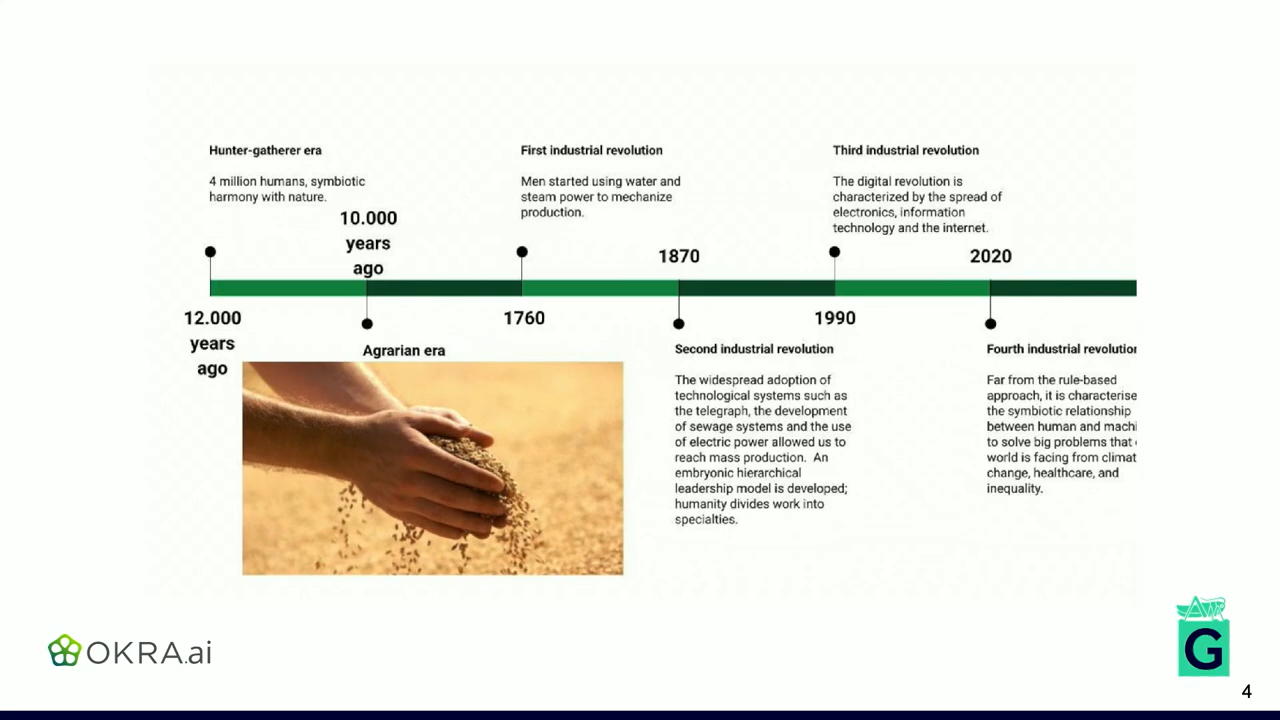 Hunter-gatherer era
4 million humans, symbiotic
harmony with nature.
10.000
years
ago
First industrial revolution
Men started using water and
steam power to mechanize
production.
1870
Third industrial revolution
The digital revolution is
characterized by the spread of
electronics, information
technology and the internet.
2020
12.000
years
ago
Agrarian era
1760
Second industrial revolution
The widespread adoption of
technological systems such as
the telegraph, the development
of sewage systems and the use
of electric power allowed us to
reach mass production. An
embryonic hierarchical
leadership model is developed;
humanity divides work into
specialties.
1990
Fourth industrial revolution
Far from the rule-based
approach, it is characterise
the symbiotic relationship
between human and machi
to solve big problems that
world is facing from climat
change, healthcare, and
inequality.
OKRA.ai
G
4